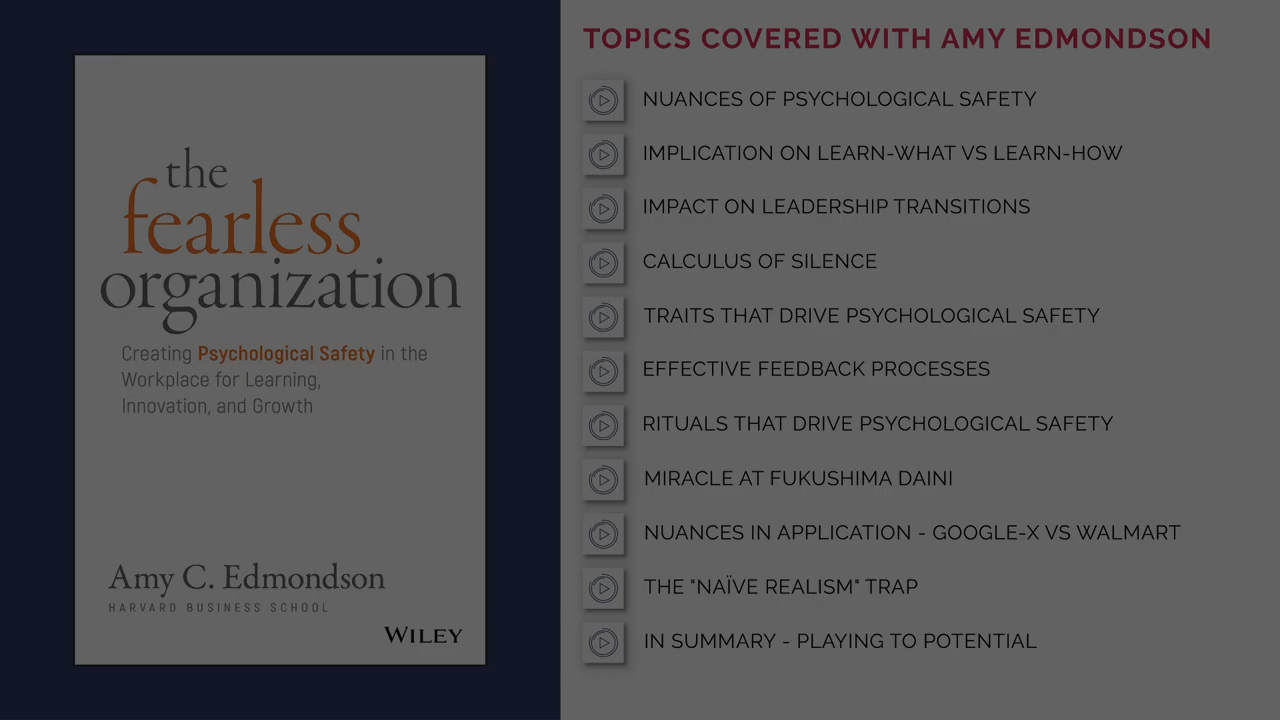 the
fearless
organization
Creating Psychological Safety in the
Workplace for Learning,
Innovation, and Growth
Amy C. Edmondson
HARVARD BUSINESS SCHOOL
WILEY
TOPICS COVERED WITH AMY EDMONDSON
NUANCES OF PSYCHOLOGICAL SAFETY
IMPLICATION ON LEARN-WHAT VS LEARN-HOW
IMPACT ON LEADERSHIP TRANSITIONS
CALCULUS OF SILENCE
TRAITS THAT DRIVE PSYCHOLOGICAL SAFETY
EFFECTIVE FEEDBACK PROCESSES
RITUALS THAT DRIVE PSYCHOLOGICAL SAFETY
MIRACLE AT FUKUSHIMA DAINI
NUANCES IN APPLICATION - GOOGLE-X VS WALMART
THE "NAÏVE REALISM" TRAP
IN SUMMARY - PLAYING TO POTENTIAL